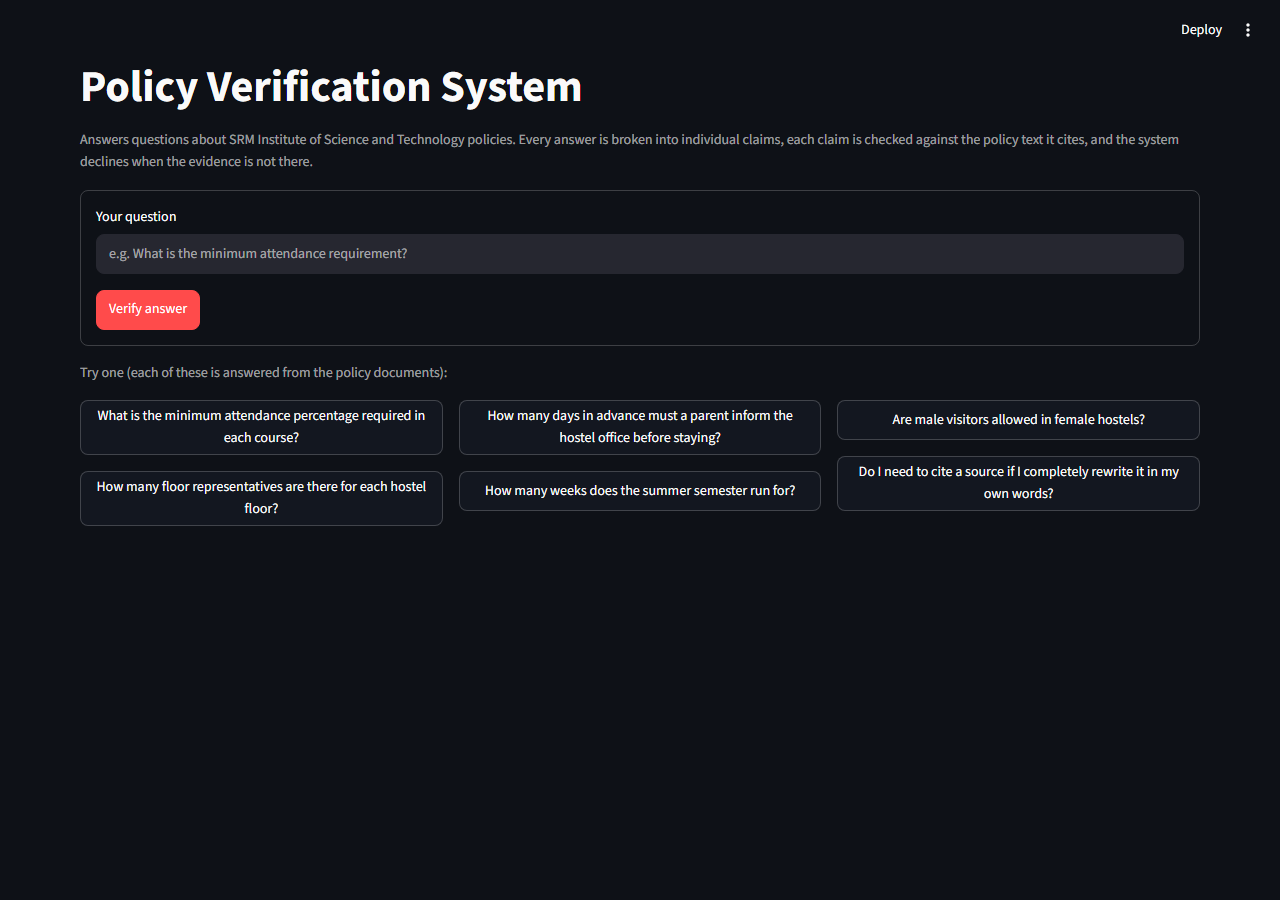 Deploy
Policy Verification System
Answers questions about SRM Institute of Science and Technology policies. Every answer is broken into individual claims, each claim is checked against the policy text it cites, and the system
declines when the evidence is not there.
Your question
e.g. What is the minimum attendance requirement?
Verify answer
Try one (each of these is answered from the policy documents):
What is the minimum attendance percentage required in
each course?
How many days in advance must a parent inform the
hostel office before staying?
Are male visitors allowed in female hostels?
How many floor representatives are there for each hostel
floor?
How many weeks does the summer semester run for?
Do I need to cite a source if I completely rewrite it in my
own words?